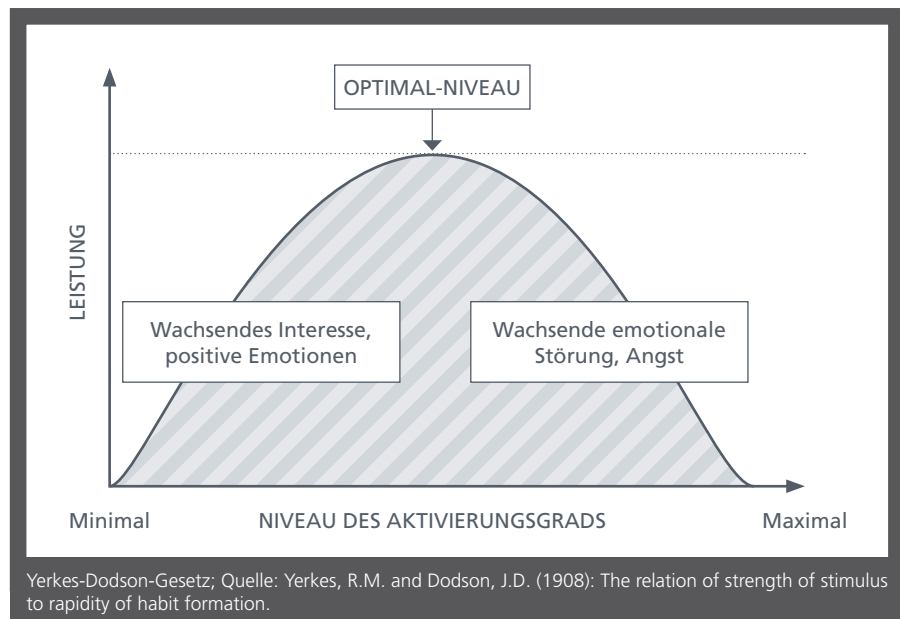 OPTIMAL-NIVEAU
LEISTUNG
Wachsendes Interesse,
positive Emotionen
Wachsende emotionale
Störung, Angst
Minimal
NIVEAU DES AKTIVIERUNGSGRADS
Maximal
Yerkes-Dodson-Gesetz; Quelle: Yerkes, R.M. and Dodson, J.D. (1908): The relation of strength of stimulus
to rapidity of habit formation.